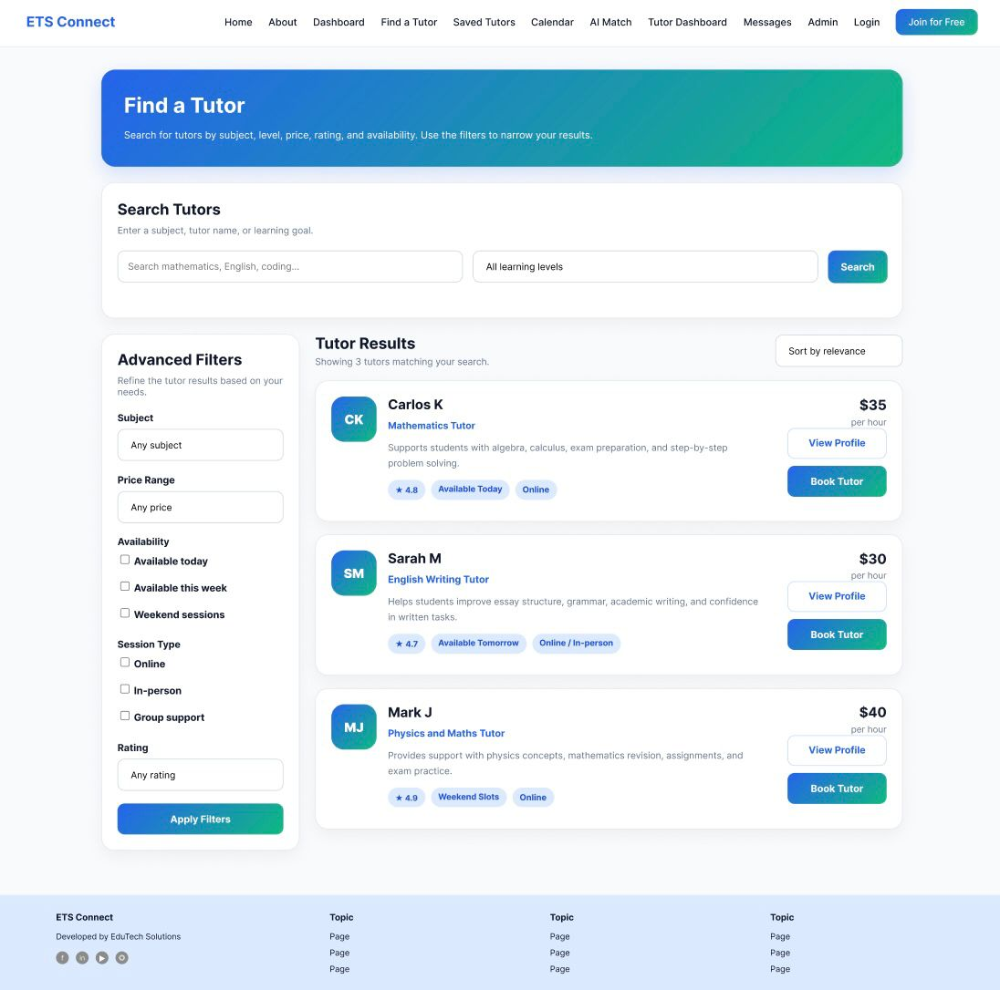 ETS Connect
Home About Dashboard Find a Tutor Saved Tutors Calendar AI Match Tutor Dashboard Messages Admin Login Join for Free
Find a Tutor
Search for tutors by subject, level, price, rating, and availability. Use the filters to narrow your results.
Search Tutors
Enter a subject, tutor name, or learning goal.
Search mathematics, English, coding...
All learning levels
Search
Advanced Filters
Refine the tutor results based on your
needs.
Subject
Any subject
Price Range
Any price
Availability
Available today
Available this week
Weekend sessions
Session Type
Online
In-person
Group support
Rating
Any rating
Apply Filters
Tutor Results
Showing 3 tutors matching your search.
Sort by relevance
CK
Carlos K
Mathematics Tutor
Supports students with algebra, calculus, exam preparation, and step-by-step
problem solving.
★ 4.8
Available Today
Online
$35
per hour
View Profile
Book Tutor
SM
Sarah M
English Writing Tutor
Helps students improve essay structure, grammar, academic writing, and confidence
in written tasks.
★ 4.7
Available Tomorrow
Online / In-person
$30
per hour
View Profile
Book Tutor
MJ
Mark J
Physics and Maths Tutor
Provides support with physics concepts, mathematics revision, assignments, and
exam practice.
★ 4.9
Weekend Slots
Online
$40
per hour
View Profile
Book Tutor
ETS Connect
Developed by EduTech Solutions
f in
Topic
Page
Page
Page
Topic
Page
Page
Page
Topic
Page
Page
Page